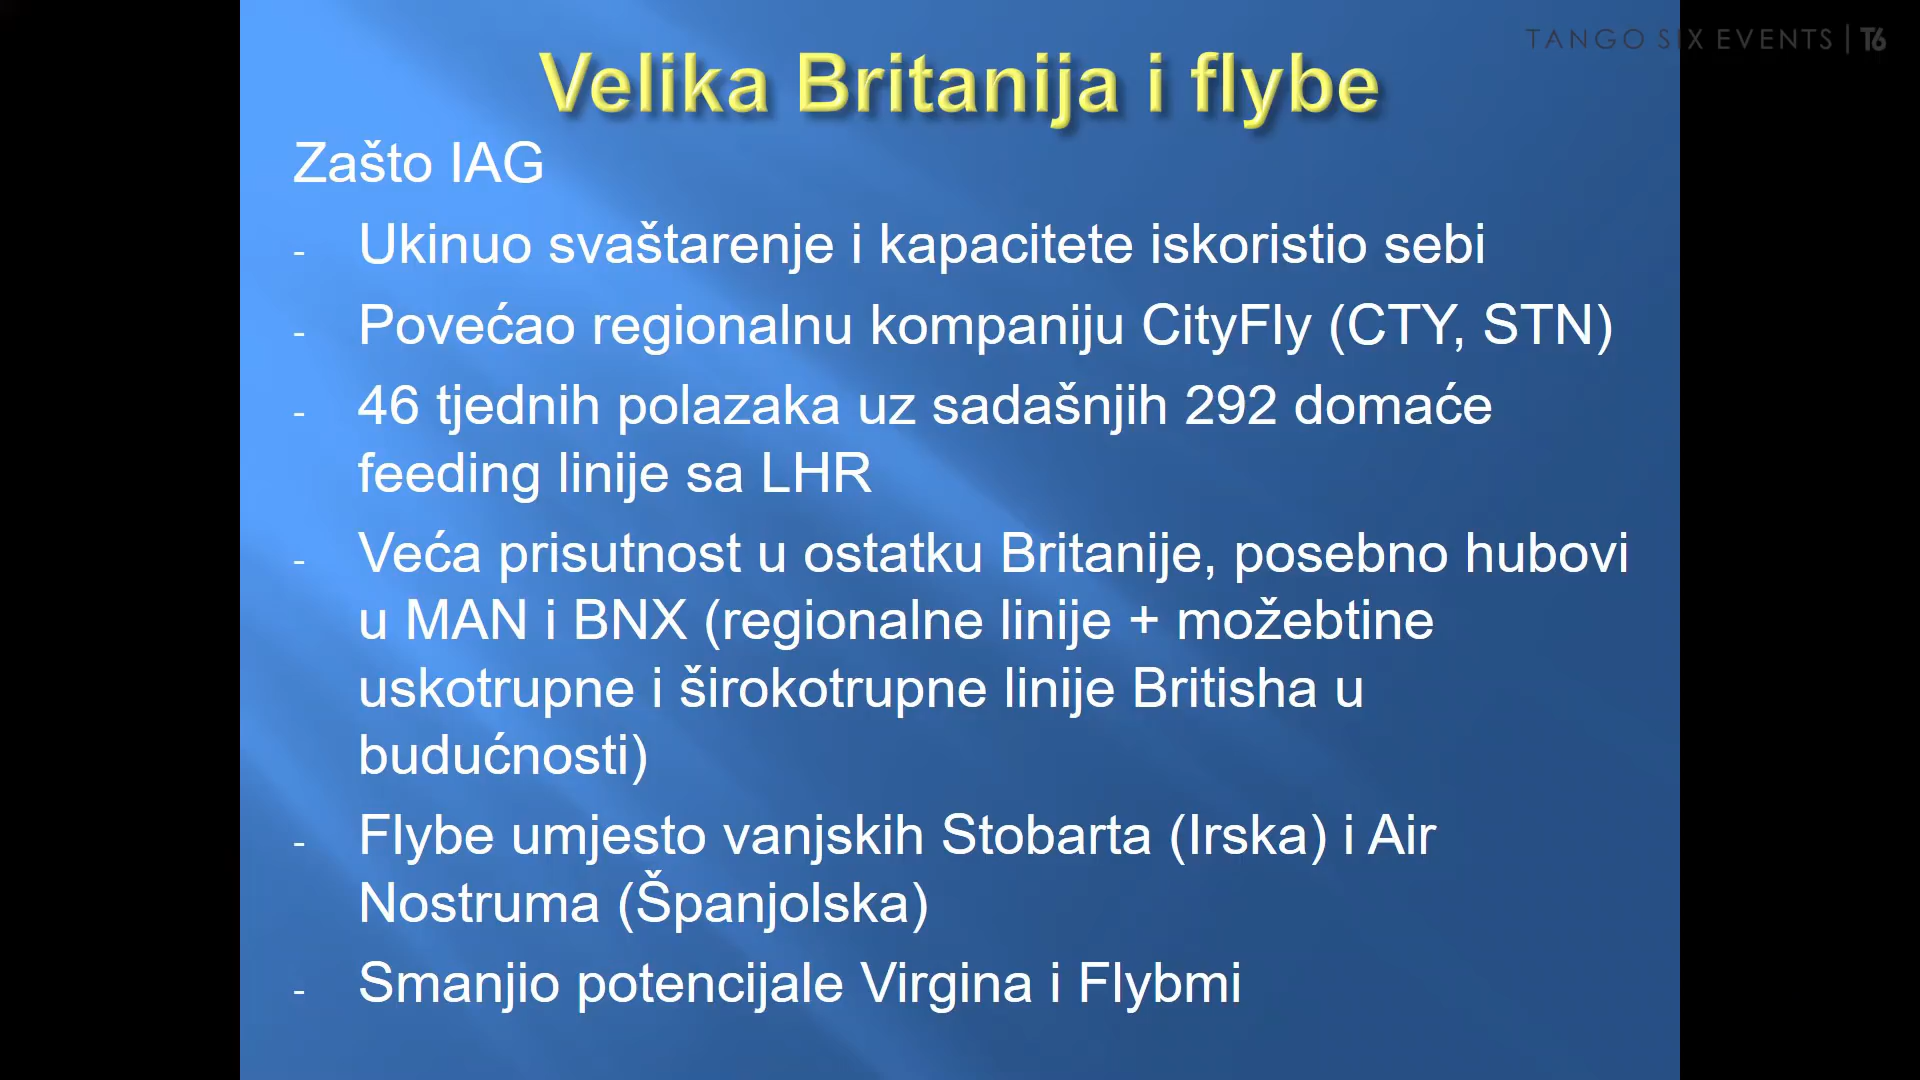 TANGO SIX EVENTS | T6
Velika Britanija i flybe
Zašto IAG
- Ukinuo svaštarenje i kapacitete iskoristio sebi
- Povećao regionalnu kompaniju CityFly (CTY, STN)
- 46 tjednih polazaka uz sadašnjih 292 domaće
feeding linije sa LHR
- Veća prisutnost u ostatku Britanije, posebno hubovi
u MAN i BNX (regionalne linije + možebtine
uskotrupne i širokotrupne linije Britisha u
budućnosti)
- Flybe umjesto vanjskih Stobarta (Irska) i Air
Nostruma (Španjolska)
- Smanjio potencijale Virgina i Flybmi